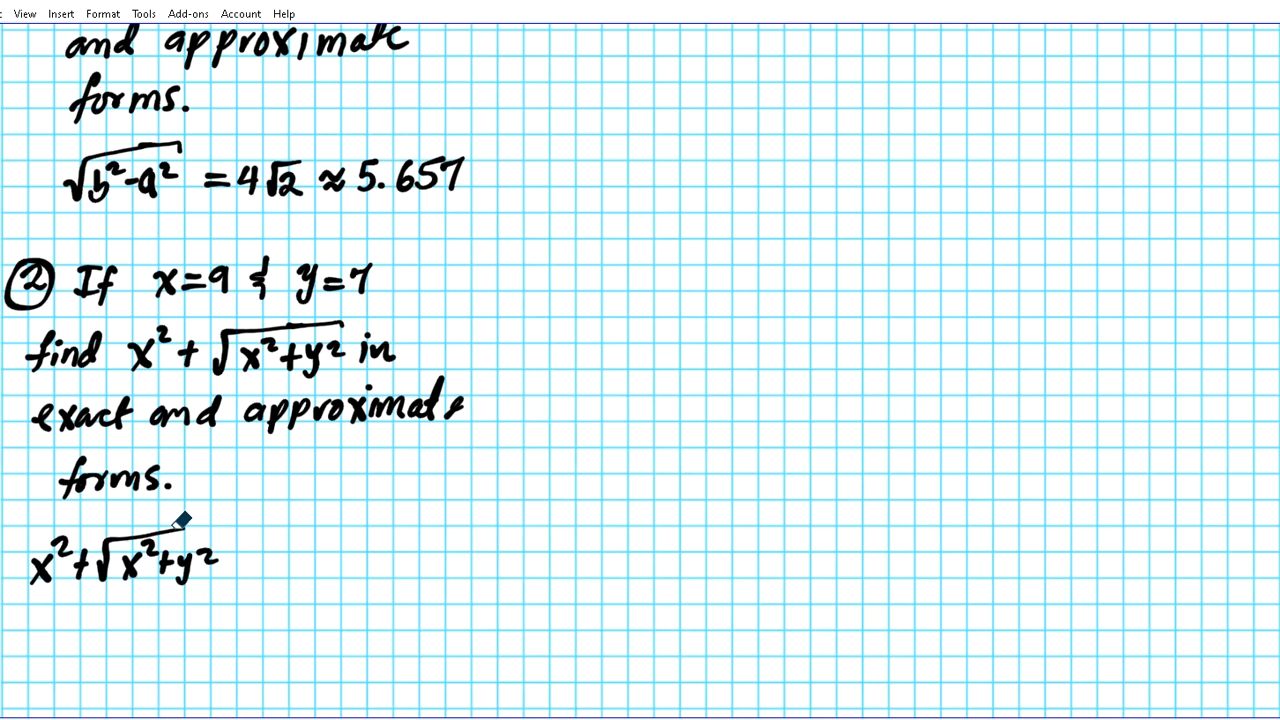 View Insert Format Tools Add-ons Account Help
and approximate
forms.
√(b²-a²) = 4√2 ≈ 5.657
② If x=9 & y=7
find x² + √(x²+y²) in
exact and approximate
forms.
x²+√(x²+y²)